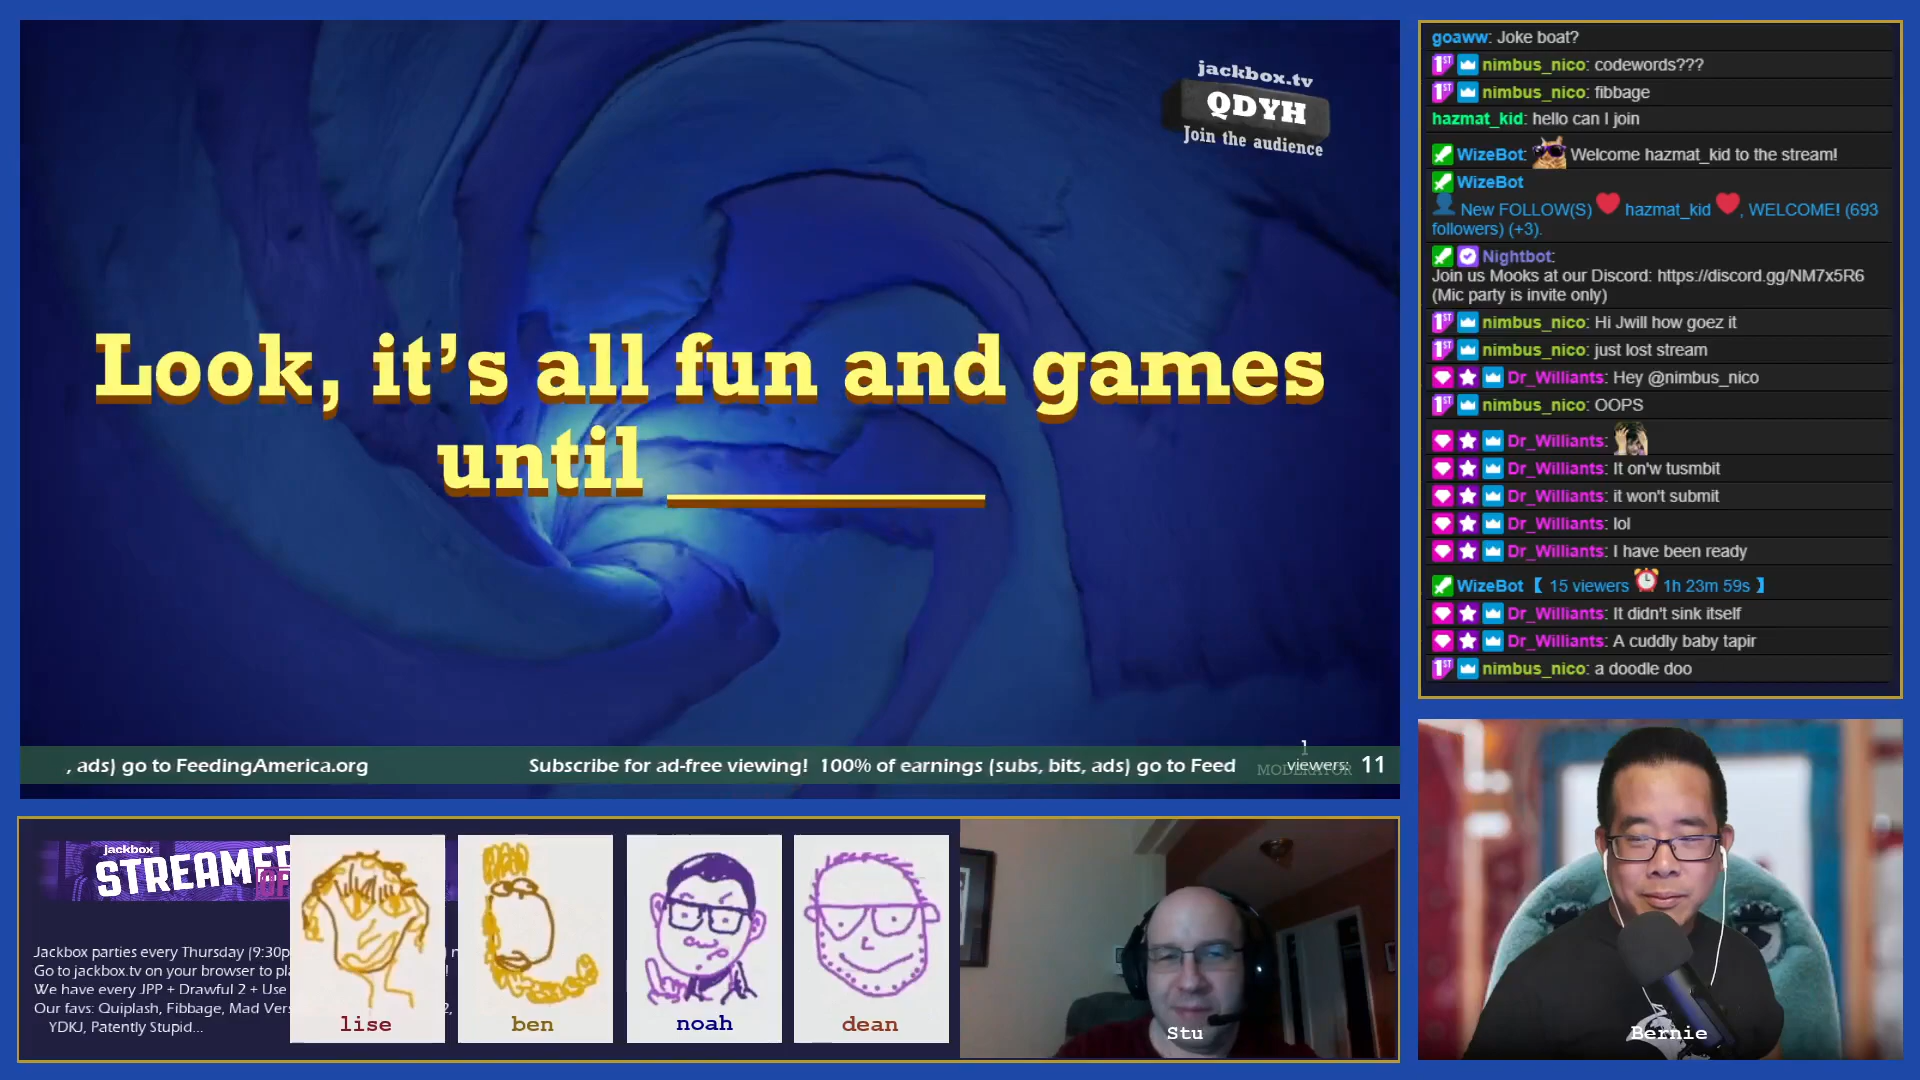 jackbox.tv
QDYH
Join the audience
Look, it's all fun and games
until
, ads) go to FeedingAmerica.org
Subscribe for ad-free viewing! 100% of earnings (subs, bits, ads) go to Feed
1
MODERATOR
viewers: 11
goaww: Joke boat?
nimbus_nico: codewords???
nimbus_nico: fibbage
hazmat_kid: hello can I join
WizeBot: Welcome hazmat_kid to the stream!
WizeBot
New FOLLOW(S) hazmat_kid , WELCOME! (693
followers) (+3).
Nightbot:
Join us Mooks at our Discord: https://discord.gg/NM7x5R6
(Mic party is invite only)
nimbus_nico: Hi Jwill how goez it
nimbus_nico: just lost stream
Dr_Williants: Hey @nimbus_nico
nimbus_nico: OOPS
Dr_Williants:
Dr_Williants: It on'w tusmbit
Dr_Williants: it won't submit
Dr_Williants: lol
Dr_Williants: I have been ready
WizeBot【 15 viewers 1h 23m 59s 】
Dr_Williants: It didn't sink itself
Dr_Williants: A cuddly baby tapir
nimbus_nico: a doodle doo
jackbox
STREAMER
Jackbox parties every Thursday (9:30p
Go to jackbox.tv on your browser to pl
We have every JPP + Drawful 2 + Use
Our favs: Quiplash, Fibbage, Mad Vers
YDKJ, Patently Stupid...
lise
ben
noah
dean
Stu
Bernie